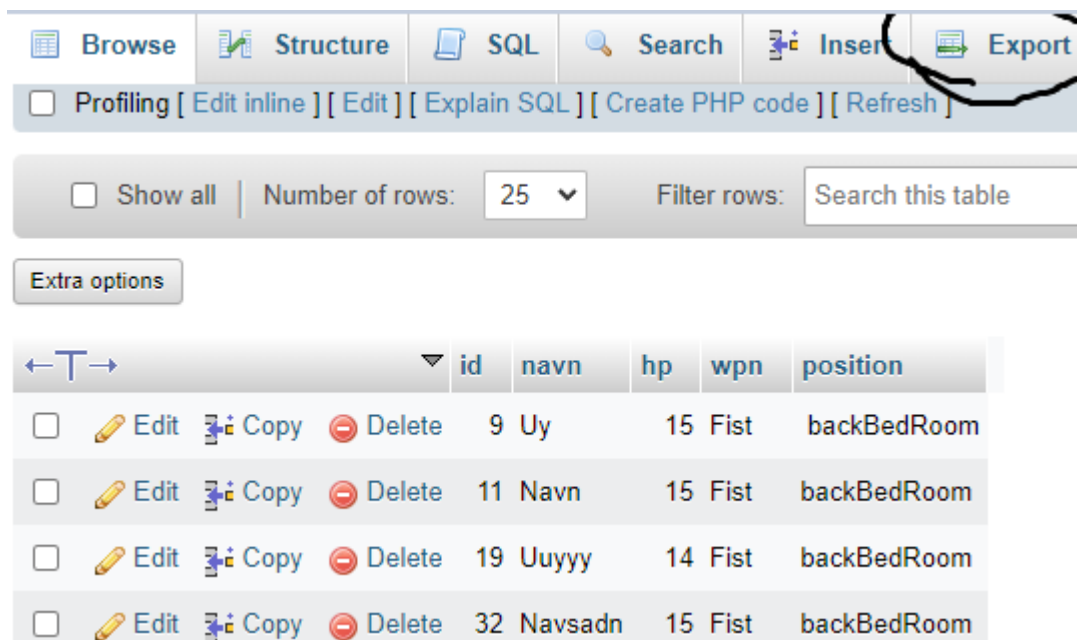 Browse Structure SQL Search Insert Export
Profiling [ Edit inline ] [ Edit ] [ Explain SQL ] [ Create PHP code ] [ Refresh ]
Show all Number of rows: 25 Filter rows: Search this table
Extra options
id navn hp wpn position
Edit Copy Delete 9 Uy 15 Fist backBedRoom
Edit Copy Delete 11 Navn 15 Fist backBedRoom
Edit Copy Delete 19 Uuyyy 14 Fist backBedRoom
Edit Copy Delete 32 Navsadn 15 Fist backBedRoom